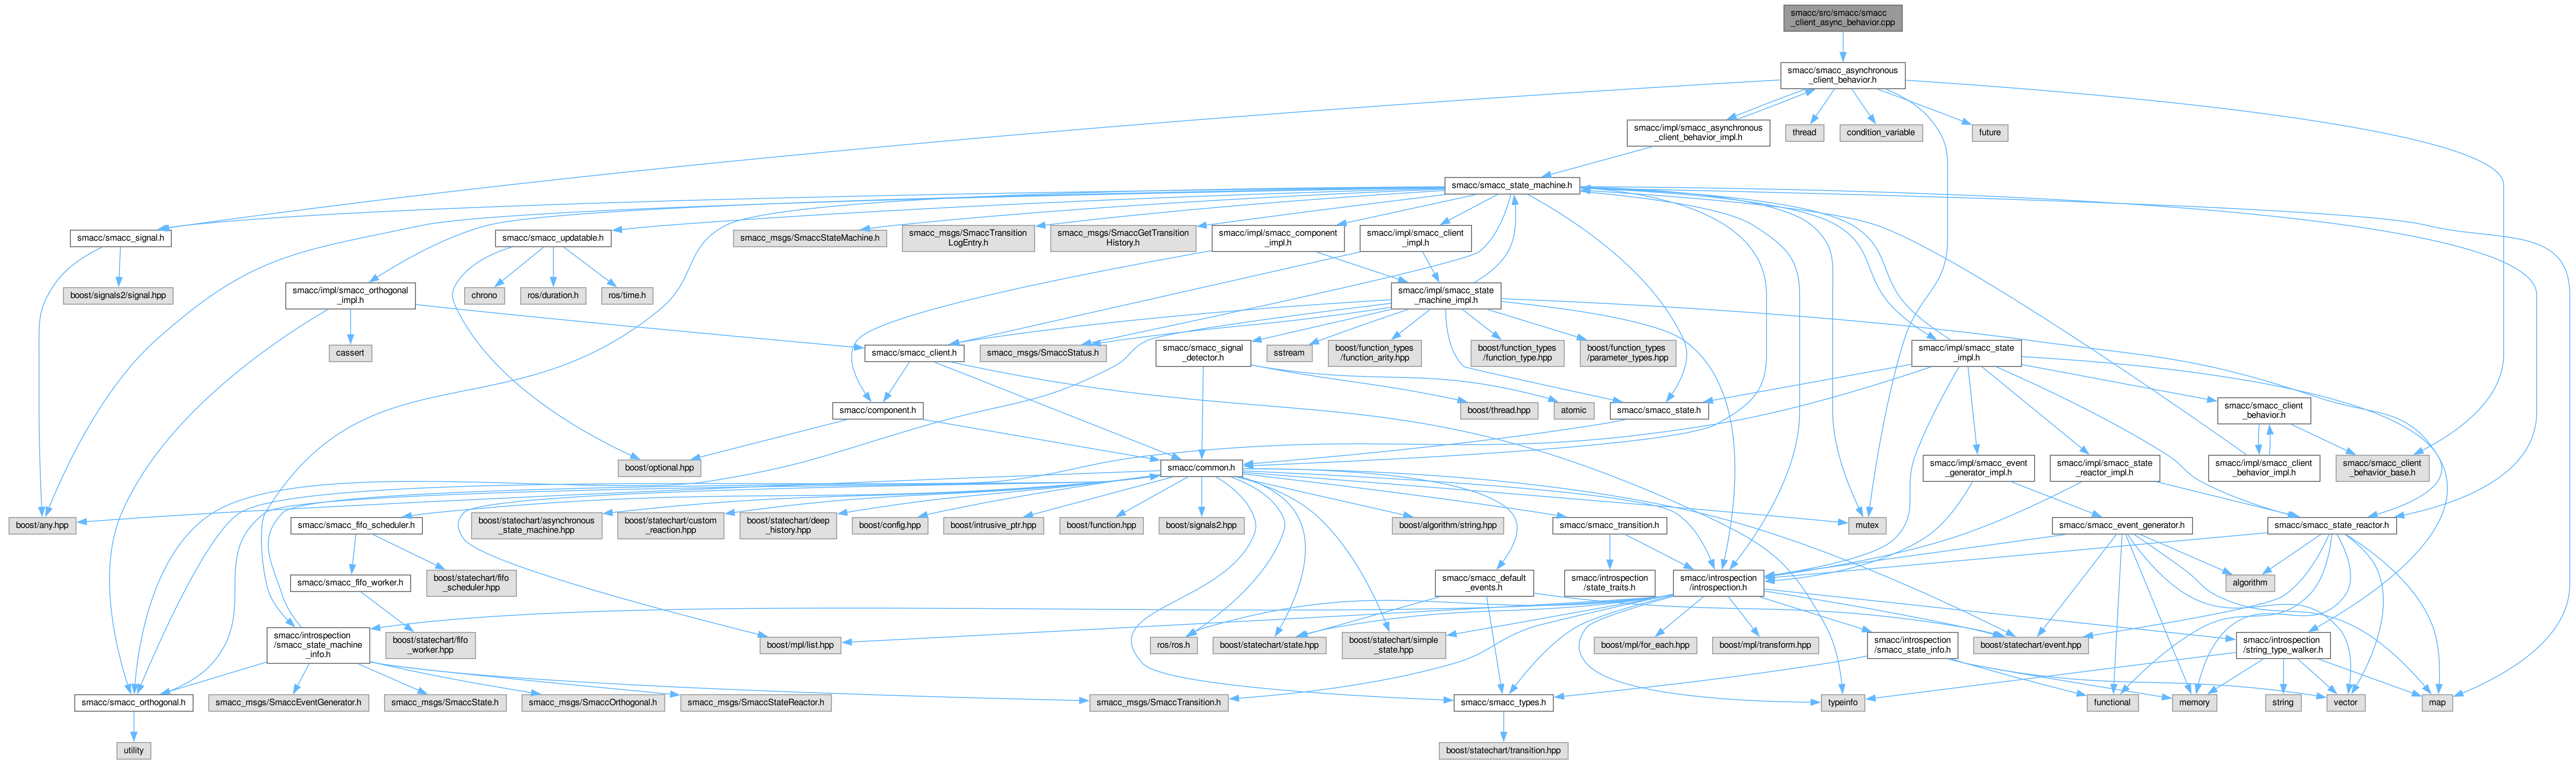 smacc/src/smacc/smacc
_client_async_behavior.cpp
smacc/smacc_asynchronous
_client_behavior.h
smacc/impl/smacc_asynchronous
_client_behavior_impl.h
thread
condition_variable
future
smacc/smacc_state_machine.h
smacc/smacc_signal.h
smacc/smacc_updatable.h
smacc_msgs/SmaccStateMachine.h
smacc_msgs/SmaccTransition
LogEntry.h
smacc_msgs/SmaccGetTransition
History.h
smacc/impl/smacc_component
_impl.h
smacc/impl/smacc_client
_impl.h
boost/signals2/signal.hpp
smacc/impl/smacc_orthogonal
_impl.h
chrono
ros/duration.h
ros/time.h
smacc/impl/smacc_state
_machine_impl.h
cassert
smacc/smacc_client.h
smacc_msgs/SmaccStatus.h
smacc/smacc_signal
_detector.h
sstream
boost/function_types
/function_arity.hpp
boost/function_types
/function_type.hpp
boost/function_types
/parameter_types.hpp
smacc/impl/smacc_state
_impl.h
smacc/component.h
boost/thread.hpp
atomic
smacc/smacc_state.h
smacc/smacc_client
_behavior.h
boost/optional.hpp
smacc/common.h
smacc/impl/smacc_event
_generator_impl.h
smacc/impl/smacc_state
_reactor_impl.h
smacc/impl/smacc_client
_behavior_impl.h
smacc/smacc_client
_behavior_base.h
boost/any.hpp
smacc/smacc_fifo_scheduler.h
boost/statechart/asynchronous
_state_machine.hpp
boost/statechart/custom
_reaction.hpp
boost/statechart/deep
_history.hpp
boost/config.hpp
boost/intrusive_ptr.hpp
boost/function.hpp
boost/signals2.hpp
boost/algorithm/string.hpp
smacc/smacc_transition.h
mutex
smacc/smacc_event_generator.h
smacc/smacc_state_reactor.h
smacc/smacc_fifo_worker.h
boost/statechart/fifo
_scheduler.hpp
smacc/smacc_default
_events.h
smacc/introspection
/state_traits.h
smacc/introspection
/introspection.h
algorithm
smacc/introspection
/smacc_state_machine
_info.h
boost/statechart/fifo
_worker.hpp
boost/mpl/list.hpp
ros/ros.h
boost/statechart/state.hpp
boost/statechart/simple
_state.hpp
boost/mpl/for_each.hpp
boost/mpl/transform.hpp
smacc/introspection
/smacc_state_info.h
boost/statechart/event.hpp
smacc/introspection
/string_type_walker.h
smacc/smacc_orthogonal.h
smacc_msgs/SmaccEventGenerator.h
smacc_msgs/SmaccState.h
smacc_msgs/SmaccOrthogonal.h
smacc_msgs/SmaccStateReactor.h
smacc_msgs/SmaccTransition.h
smacc/smacc_types.h
typeinfo
functional
memory
string
vector
map
utility
boost/statechart/transition.hpp